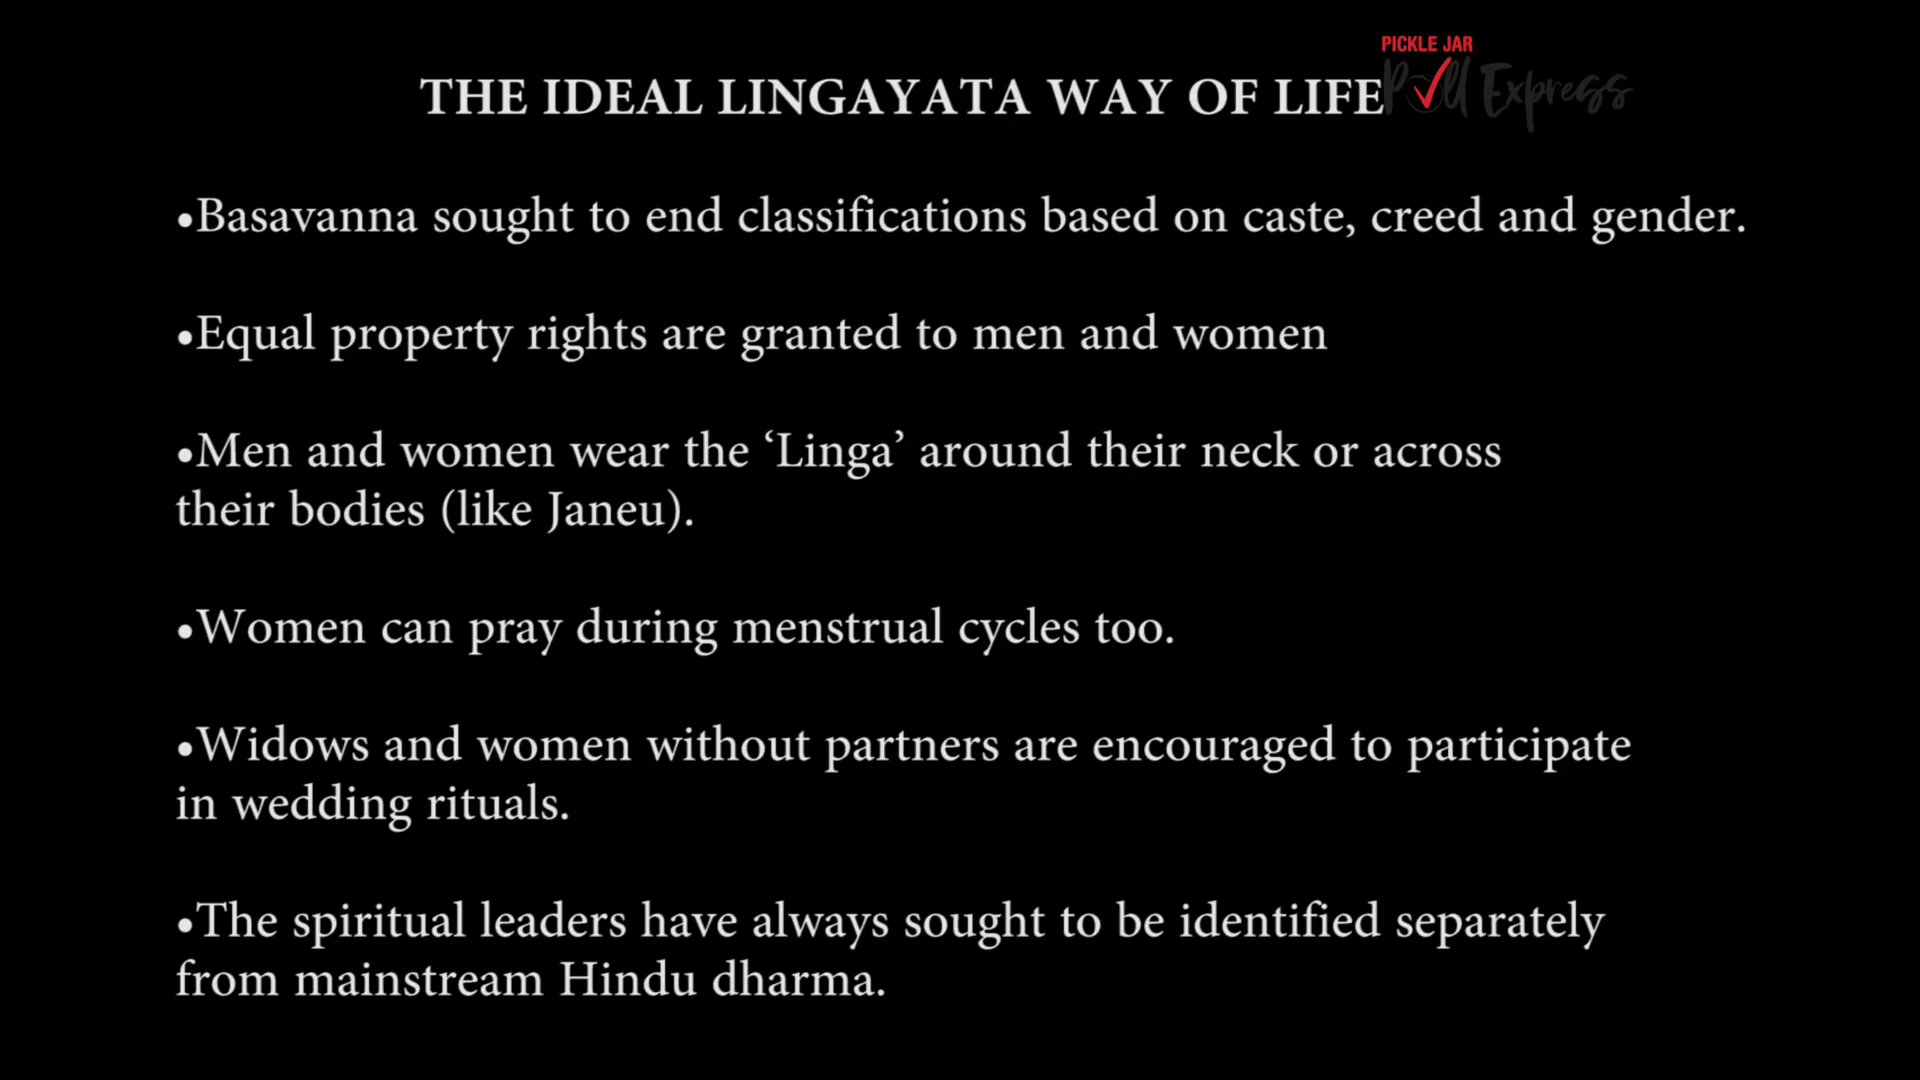 PICKLE JAR
Poll Express
THE IDEAL LINGAYATA WAY OF LIFE
•Basavanna sought to end classifications based on caste, creed and gender.
•Equal property rights are granted to men and women
•Men and women wear the ‘Linga’ around their neck or across
their bodies (like Janeu).
•Women can pray during menstrual cycles too.
•Widows and women without partners are encouraged to participate
in wedding rituals.
•The spiritual leaders have always sought to be identified separately
from mainstream Hindu dharma.